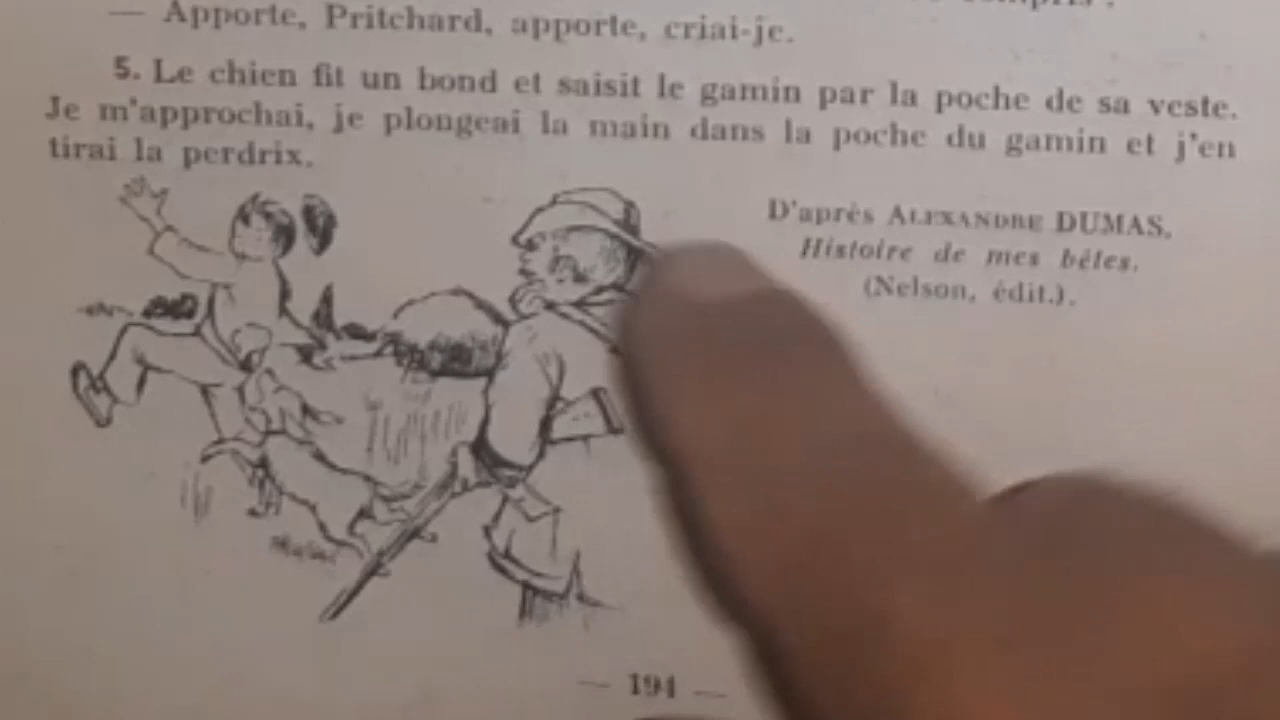 — Apporte, Pritchard, apporte, criai-je.
5. Le chien fit un bond et saisit le gamin par la poche de sa veste.
Je m'approchai, je plongeai la main dans la poche du gamin et j'en
tirai la perdrix.
D'après ALEXANDRE DUMAS,
Histoire de mes bêtes.
(Nelson, édit.).
— 194 —